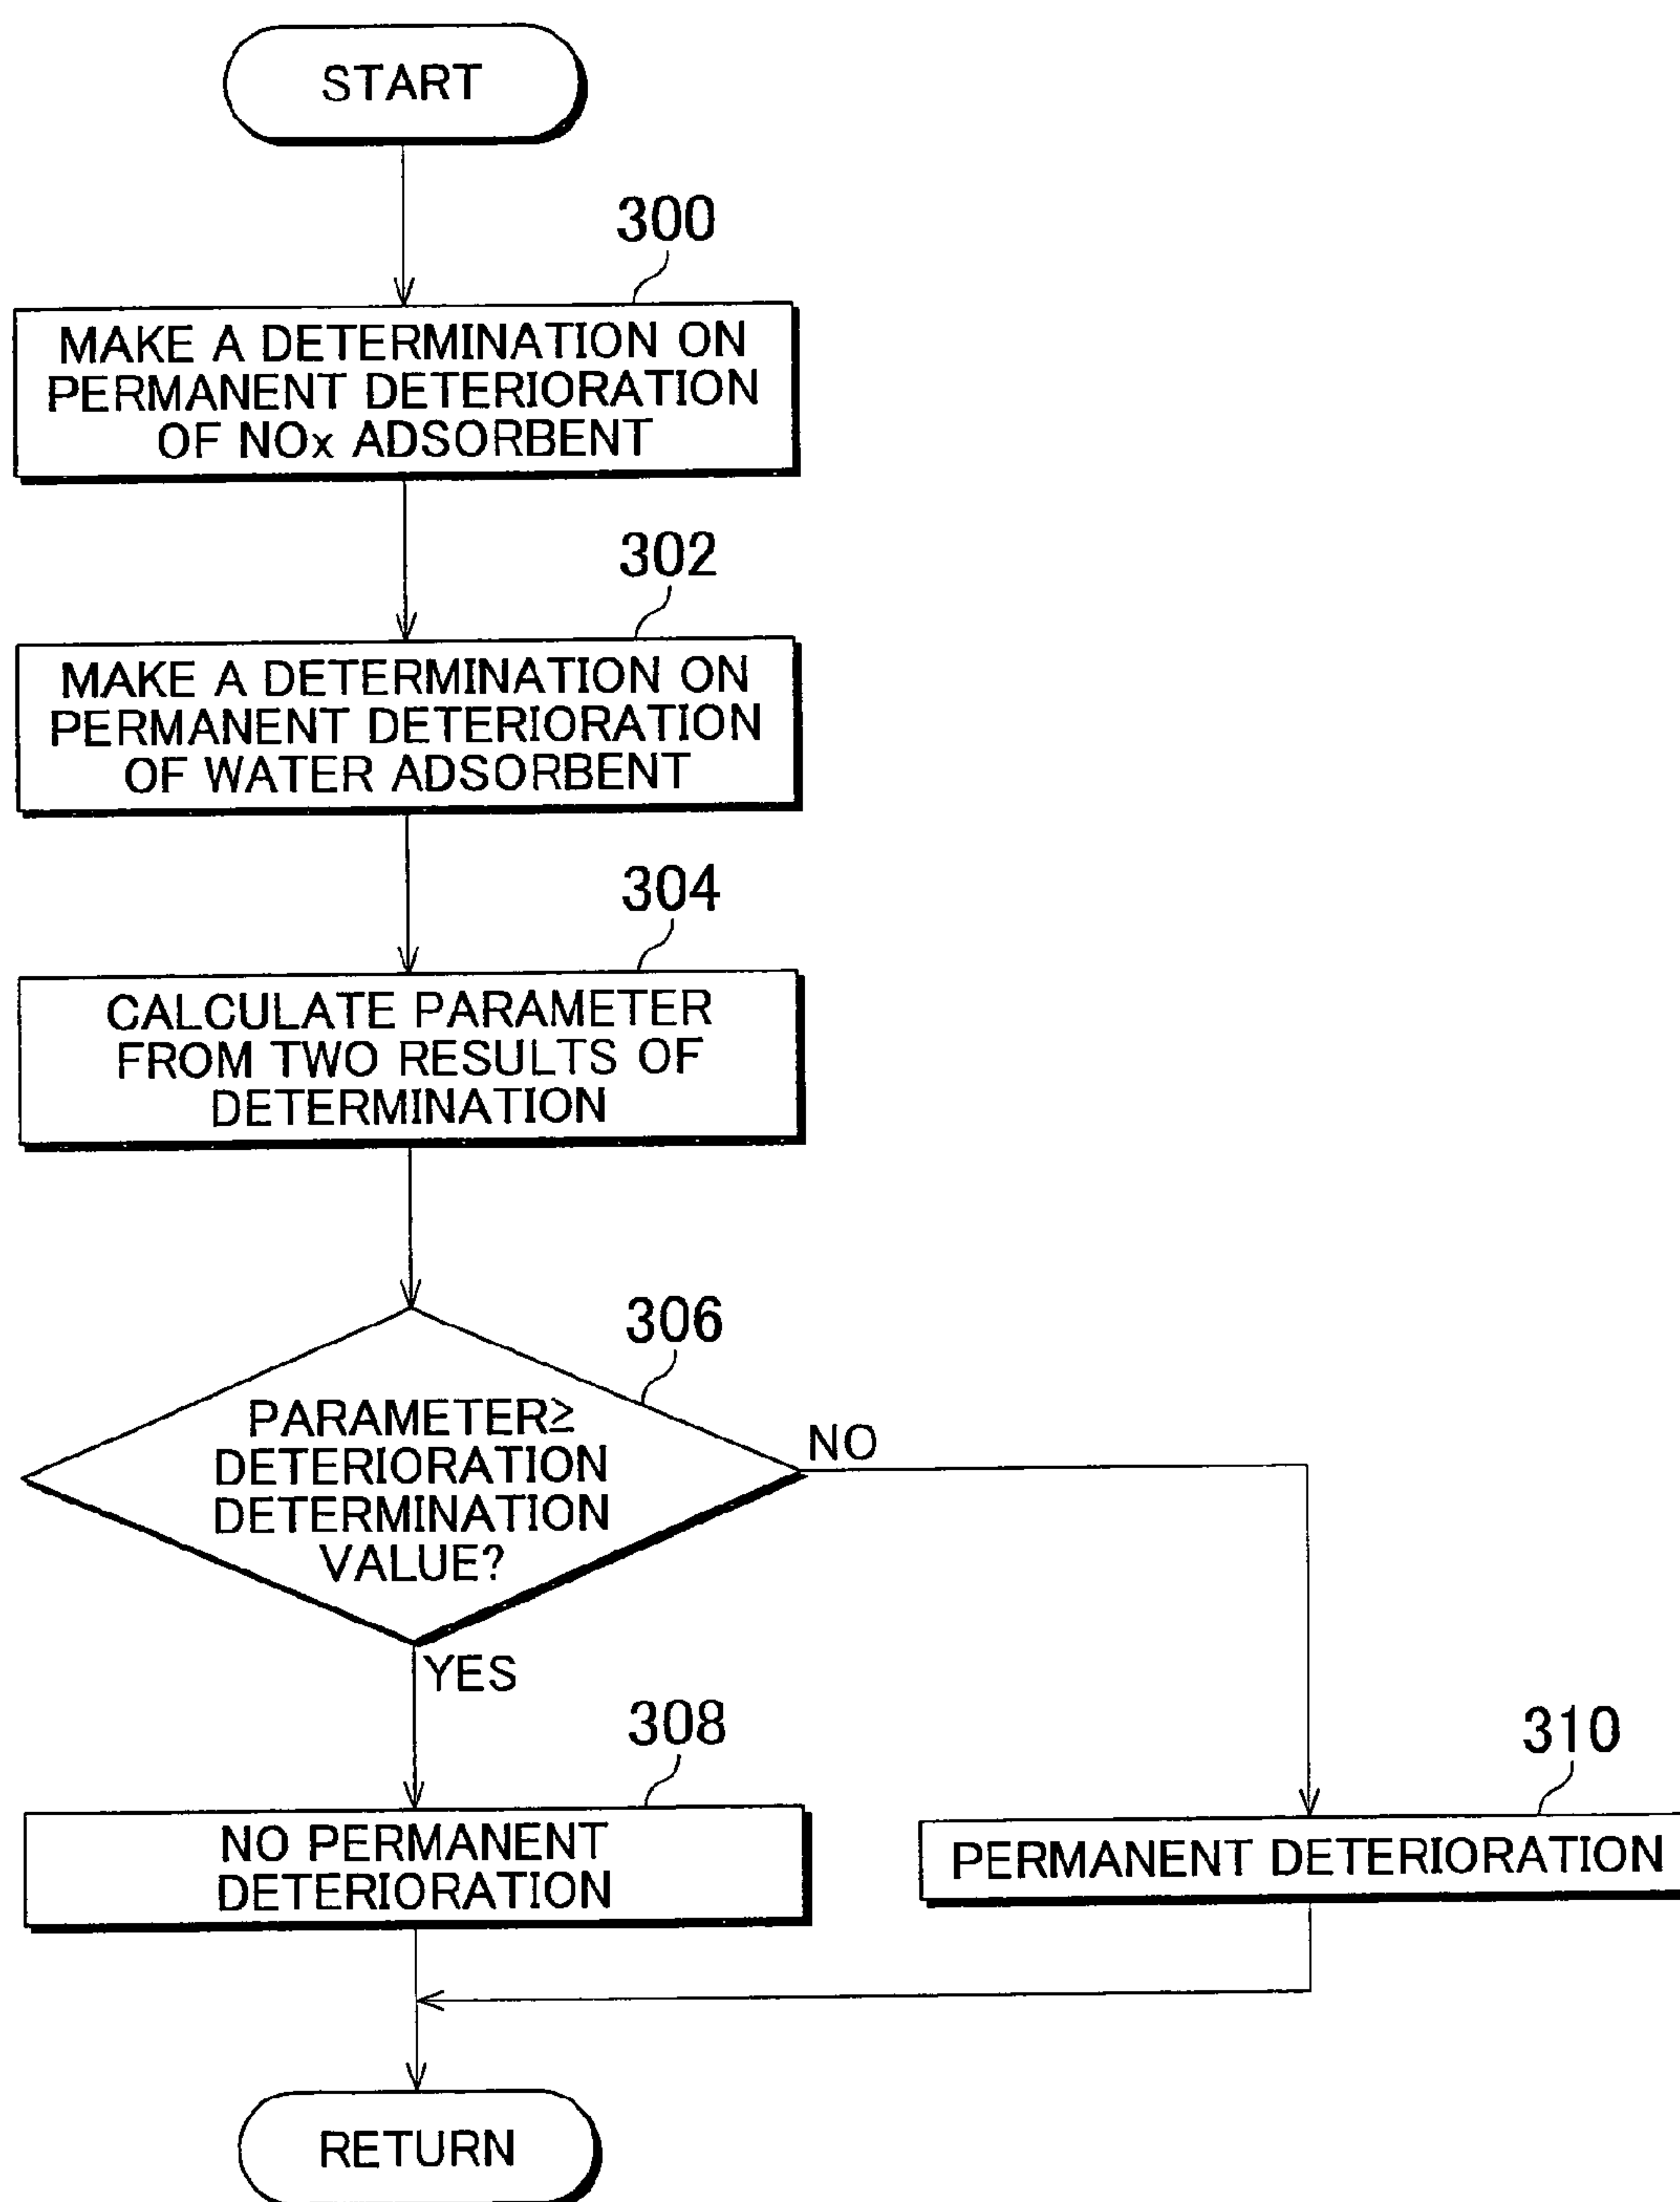 START
300
MAKE A DETERMINATION ON
PERMANENT DETERIORATION
OF NOx ADSORBENT
302
MAKE A DETERMINATION ON
PERMANENT DETERIORATION
OF WATER ADSORBENT
304
CALCULATE PARAMETER
FROM TWO RESULTS OF
DETERMINATION
306
PARAMETER≥
DETERIORATION
DETERMINATION
VALUE?
NO
YES
308
NO PERMANENT
DETERIORATION
310
PERMANENT DETERIORATION
RETURN